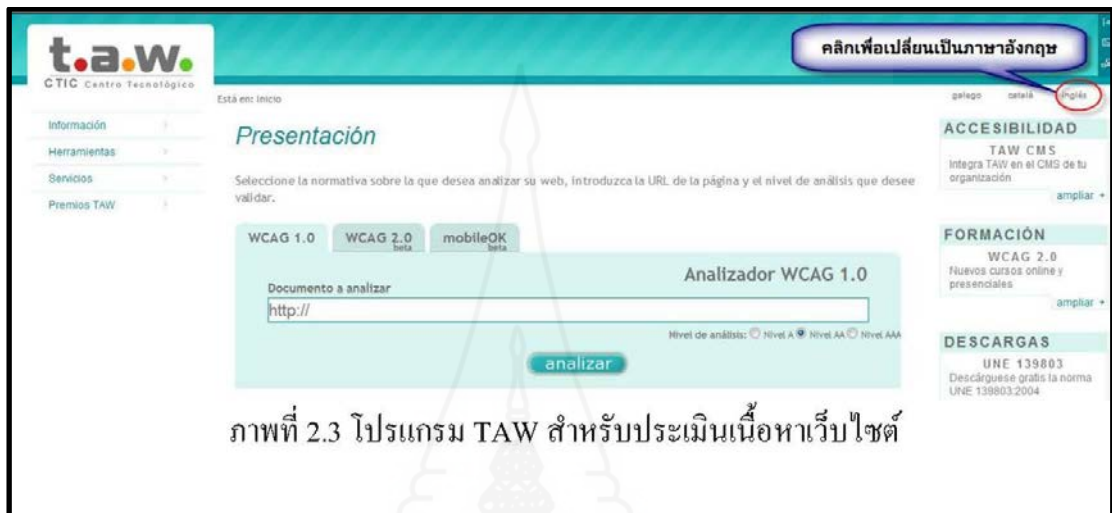 คลิกเพื่อเปลี่ยนเป็นภาษาอังกฤษ
t.a.w.
CTIC Centro Tecnológico
Está en: Inicio
galego català inglés
Información
Herramientas
Servicios
Premios TAW
Presentación
Seleccione la normativa sobre la que desea analizar su web, introduzca la URL de la página y el nivel de análisis que desee
validar.
WCAG 1.0 WCAG 2.0 beta mobileOK beta
Analizador WCAG 1.0
Documento a analizar
http://
Nivel de análisis: Nivel A Nivel AA Nivel AAA
analizar
ACCESIBILIDAD
TAW CMS
Integra TAW en el CMS de tu
organización
ampliar +
FORMACIÓN
WCAG 2.0
Nuevos cursos online y
presenciales
ampliar +
DESCARGAS
UNE 139803
Descárguese gratis la norma
UNE 139803:2004
ภาพที่ 2.3 โปรแกรม TAW สำหรับประเมินเนื้อหาเว็บไซต์